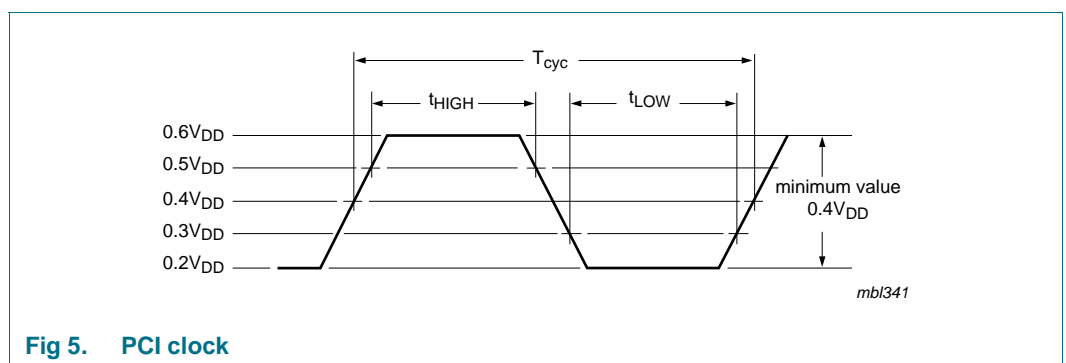 Tcyc
tHIGH
tLOW
0.6VDD
0.5VDD
0.4VDD
0.3VDD
0.2VDD
minimum value
0.4VDD
mbl341
Fig 5. PCI clock